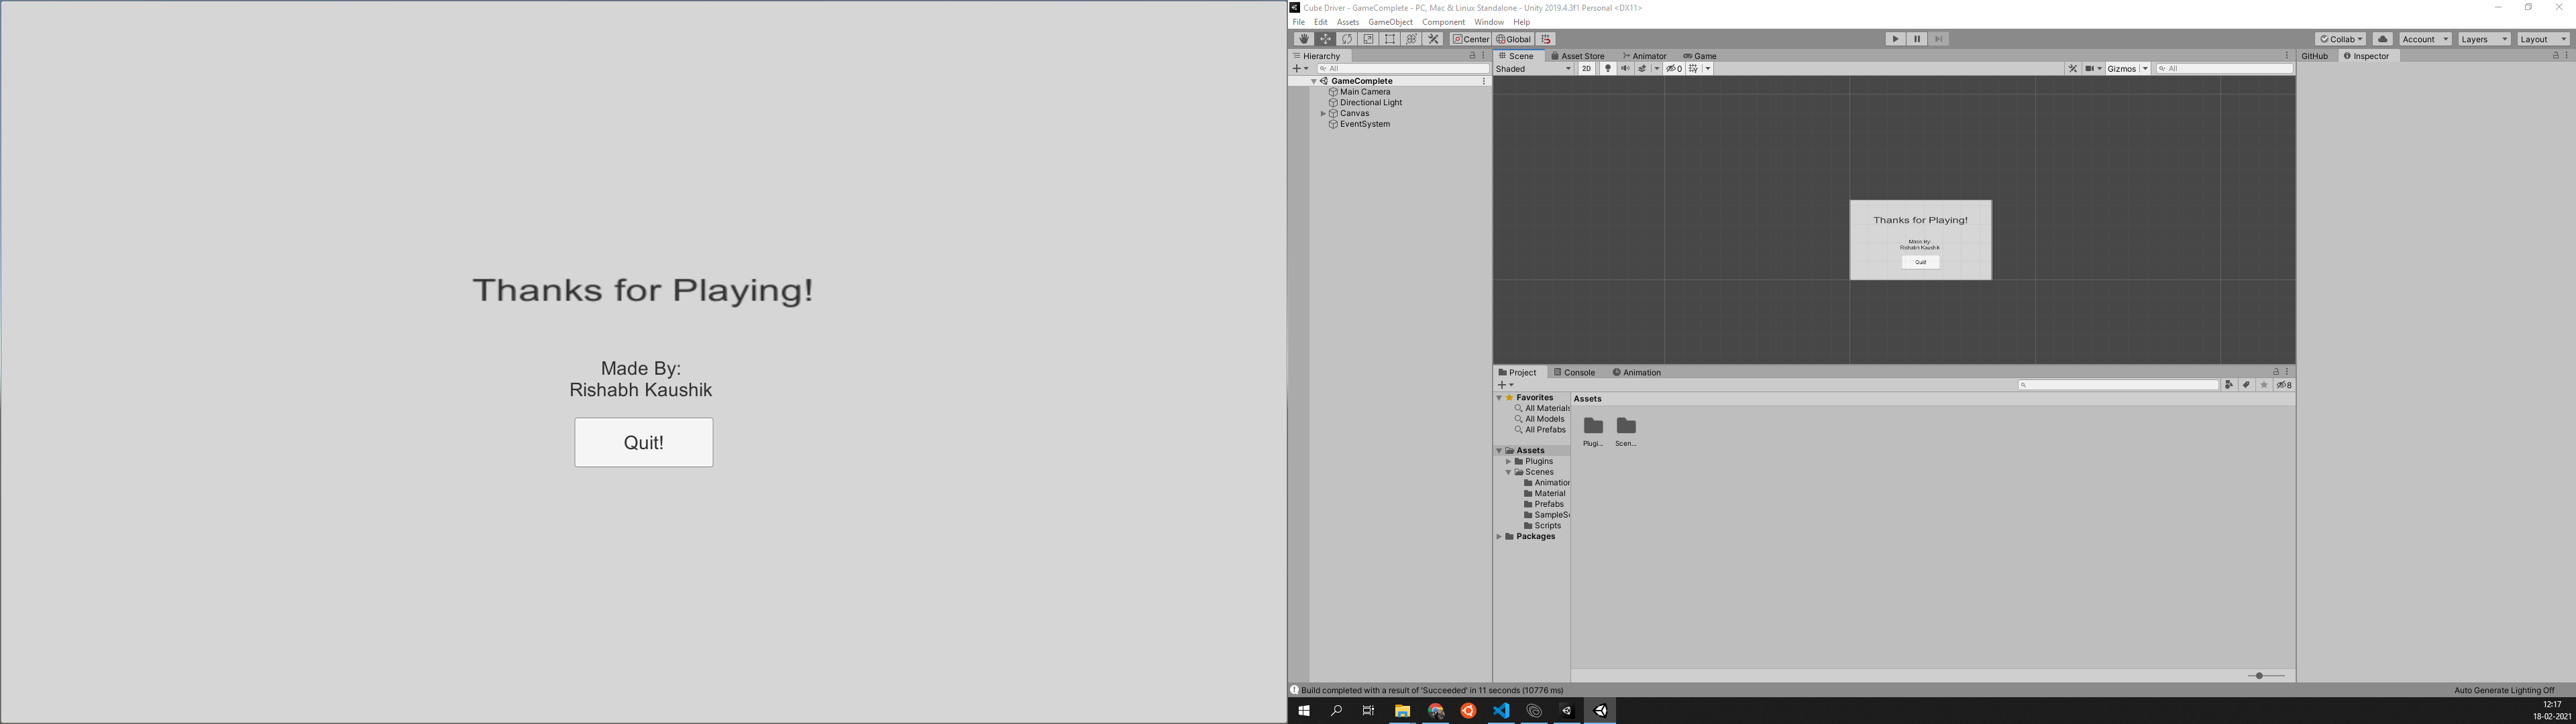 Thanks for Playing!
Made By:
Rishabh Kaushik
Quit!
Cube Driver - GameComplete - PC, Mac & Linux Standalone - Unity 2019.4.3f1 Personal <DX11>
File Edit Assets GameObject Component Window Help
Center Global
Collab Account Layers Layout
Hierarchy
All
GameComplete
Main Camera
Directional Light
Canvas
EventSystem
Scene Asset Store Animator Game
Shaded 2D 0 Gizmos All
Thanks for Playing!
Made By:
Rishabh Kaushik
Quit!
GitHub Inspector
Project Console Animation
8
Favorites
All Materials
All Models
All Prefabs
Assets
Plugins
Scenes
Animation
Material
Prefabs
SampleSc
Scripts
Packages
Assets
Plugi... Scen...
Build completed with a result of 'Succeeded' in 11 seconds (10776 ms)
Auto Generate Lighting Off
12:17
18-02-2021